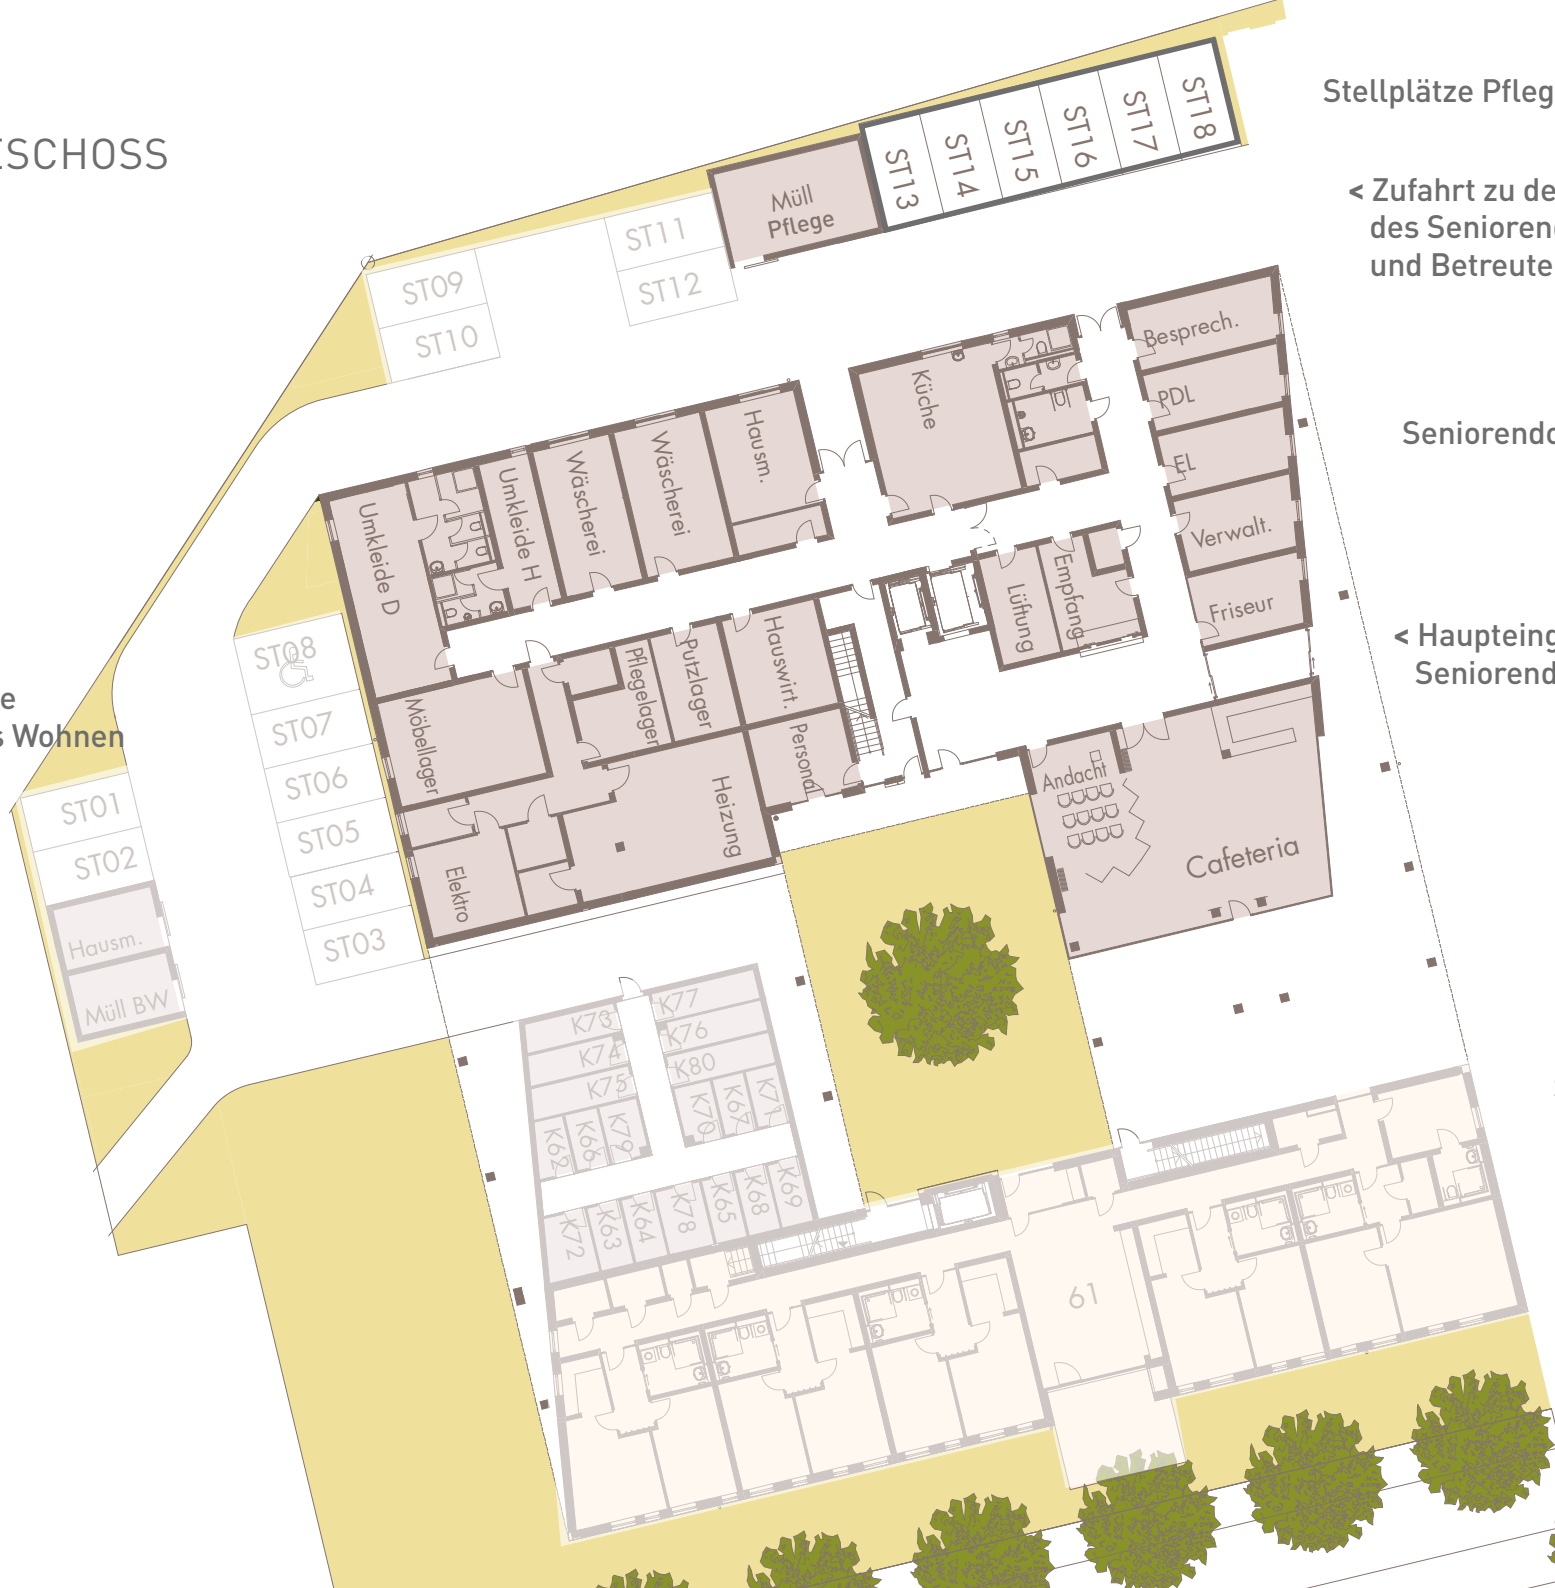 ESCHOSS
Stellplätze Pfleg
< Zufahrt zu de
des Senioren
und Betreute
Seniorendo
< Haupteing
Seniorend
e
s Wohnen
ST13
ST14
ST15
ST16
ST17
ST18
Müll
Pflege
ST11
ST12
ST09
ST10
Besprech.
PDL
EL
Verwalt.
Friseur
Küche
Hausm.
Wäscherei
Wäscherei
Umkleide H
Umkleide D
Lüftung
Empfang
Hauswirt.
Putzlager
Pflegelager
Möbellager
Personal
Heizung
Elektro
Andacht
Cafeteria
ST08
ST07
ST06
ST05
ST04
ST03
ST01
ST02
Hausm.
Müll BW
K73
K74
K75
K77
K76
K80
K62
K66
K79
K70
K67
K71
K72
K63
K64
K78
K65
K68
K69
61